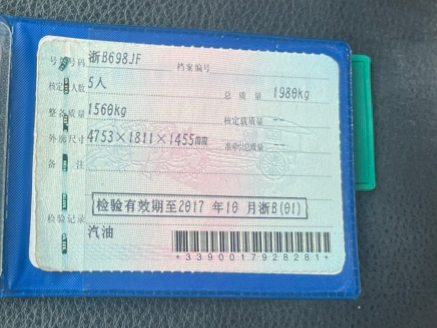 号牌号码 浙B698JF 档案编号
核定载人数 5人 总 质 量 1980kg
整备质量 1560kg 核定载质量 --
外廓尺寸 4753×1811×1455 准牵引总质量 --
备 注
检验有效期至2017 年10 月浙B(01)
检验记录
汽油
*3390017928281*